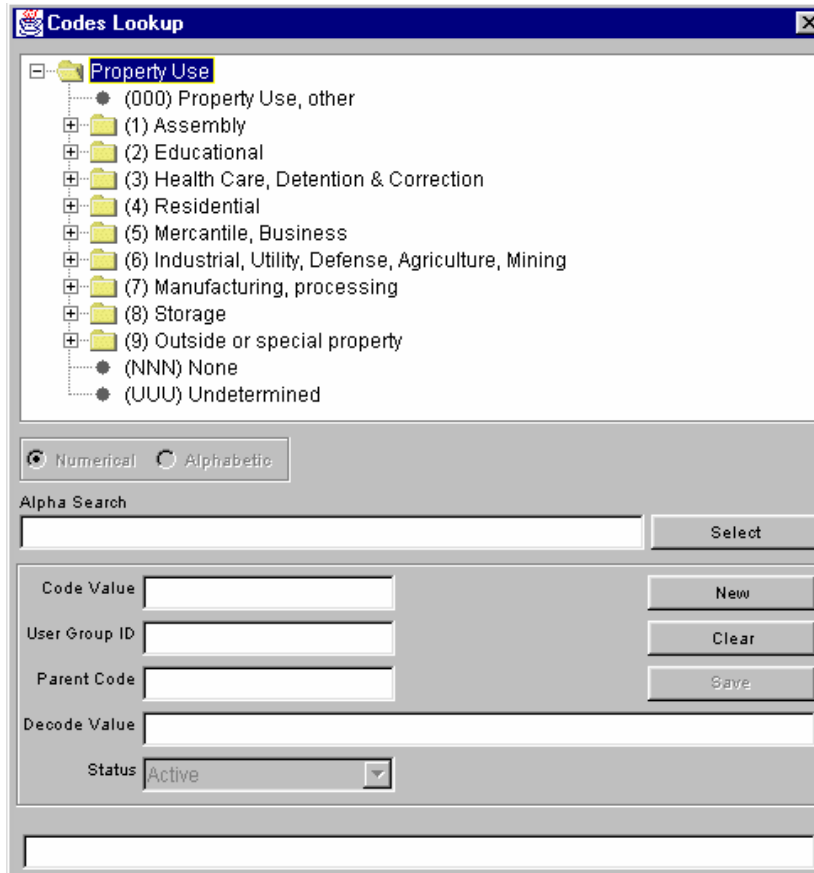 Codes Lookup
Property Use
(000) Property Use, other
(1) Assembly
(2) Educational
(3) Health Care, Detention & Correction
(4) Residential
(5) Mercantile, Business
(6) Industrial, Utility, Defense, Agriculture, Mining
(7) Manufacturing, processing
(8) Storage
(9) Outside or special property
(NNN) None
(UUU) Undetermined
Numerical Alphabetic
Alpha Search
Select
Code Value New
User Group ID Clear
Parent Code Save
Decode Value
Status Active